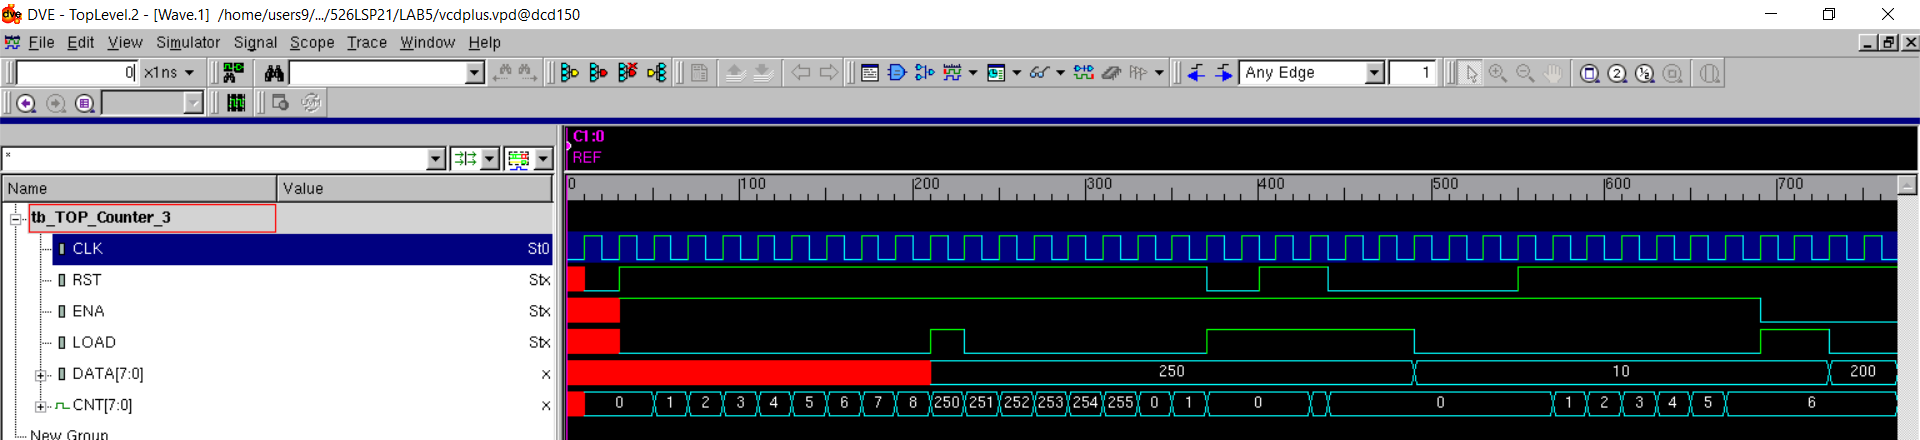 DVE - TopLevel.2 - [Wave.1] /home/users9/.../526LSP21/LAB5/vcdplus.vpd@dcd150
File Edit View Simulator Signal Scope Trace Window Help
0 x1ns Any Edge 1
C1:0
REF
*
Name Value
0 100 200 300 400 500 600 700
tb_TOP_Counter_3
CLK St0
RST Stx
ENA Stx
LOAD Stx
DATA[7:0] x 250 10 200
CNT[7:0] x 0 1 2 3 4 5 6 7 8 250 251 252 253 254 255 0 1 0 0 1 2 3 4 5 6
New Group